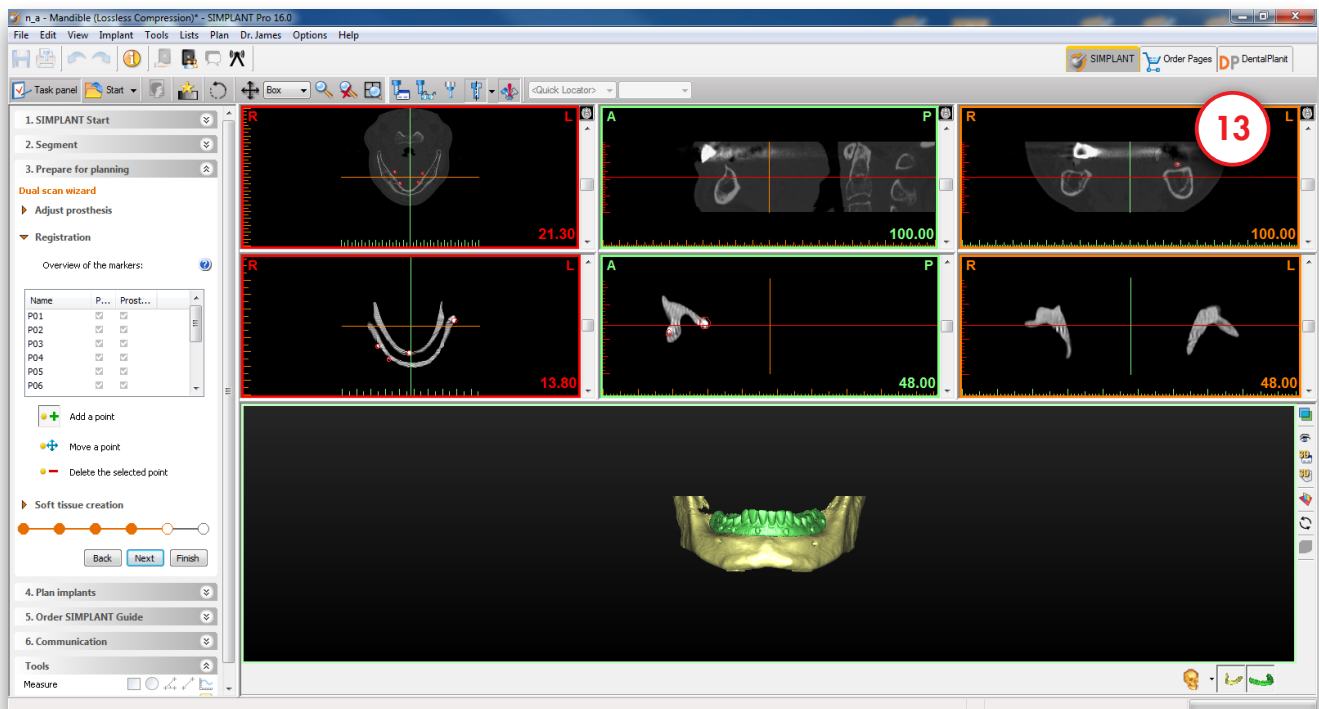 n_a - Mandible (Lossless Compression)* - SIMPLANT Pro 16.0
File Edit View Implant Tools Lists Plan Dr. James Options Help
SIMPLANT Order Pages DP DentalPlanit
Task panel Start Box <Quick Locator>
1. SIMPLANT Start
2. Segment
3. Prepare for planning
Dual scan wizard
Adjust prosthesis
Registration
Overview of the markers:
Name P... Prost...
P01
P02
P03
P04
P05
P06
Add a point
Move a point
Delete the selected point
Soft tissue creation
Back Next Finish
4. Plan implants
5. Order SIMPLANT Guide
6. Communication
Tools
Measure
R L
21.30
A P
100.00
R L
13
100.00
R L
13.80
A P
48.00
R L
48.00
3D
3D